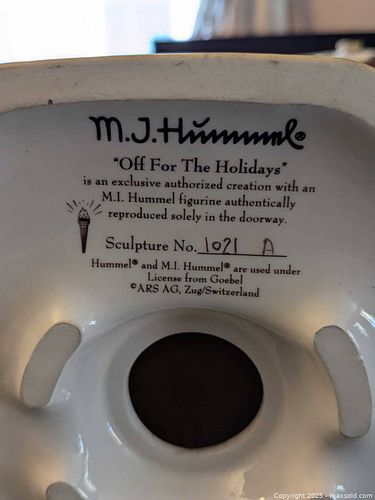 M.J.Hummel®
"Off For The Holidays"
is an exclusive authorized creation with an
M.I. Hummel figurine authentically
reproduced solely in the doorway.
Sculpture No. 1021 A
Hummel® and M.I. Hummel® are used under
License from Goebel
©ARS AG, Zug/Switzerland
Copyright 2025 - maxsold.com